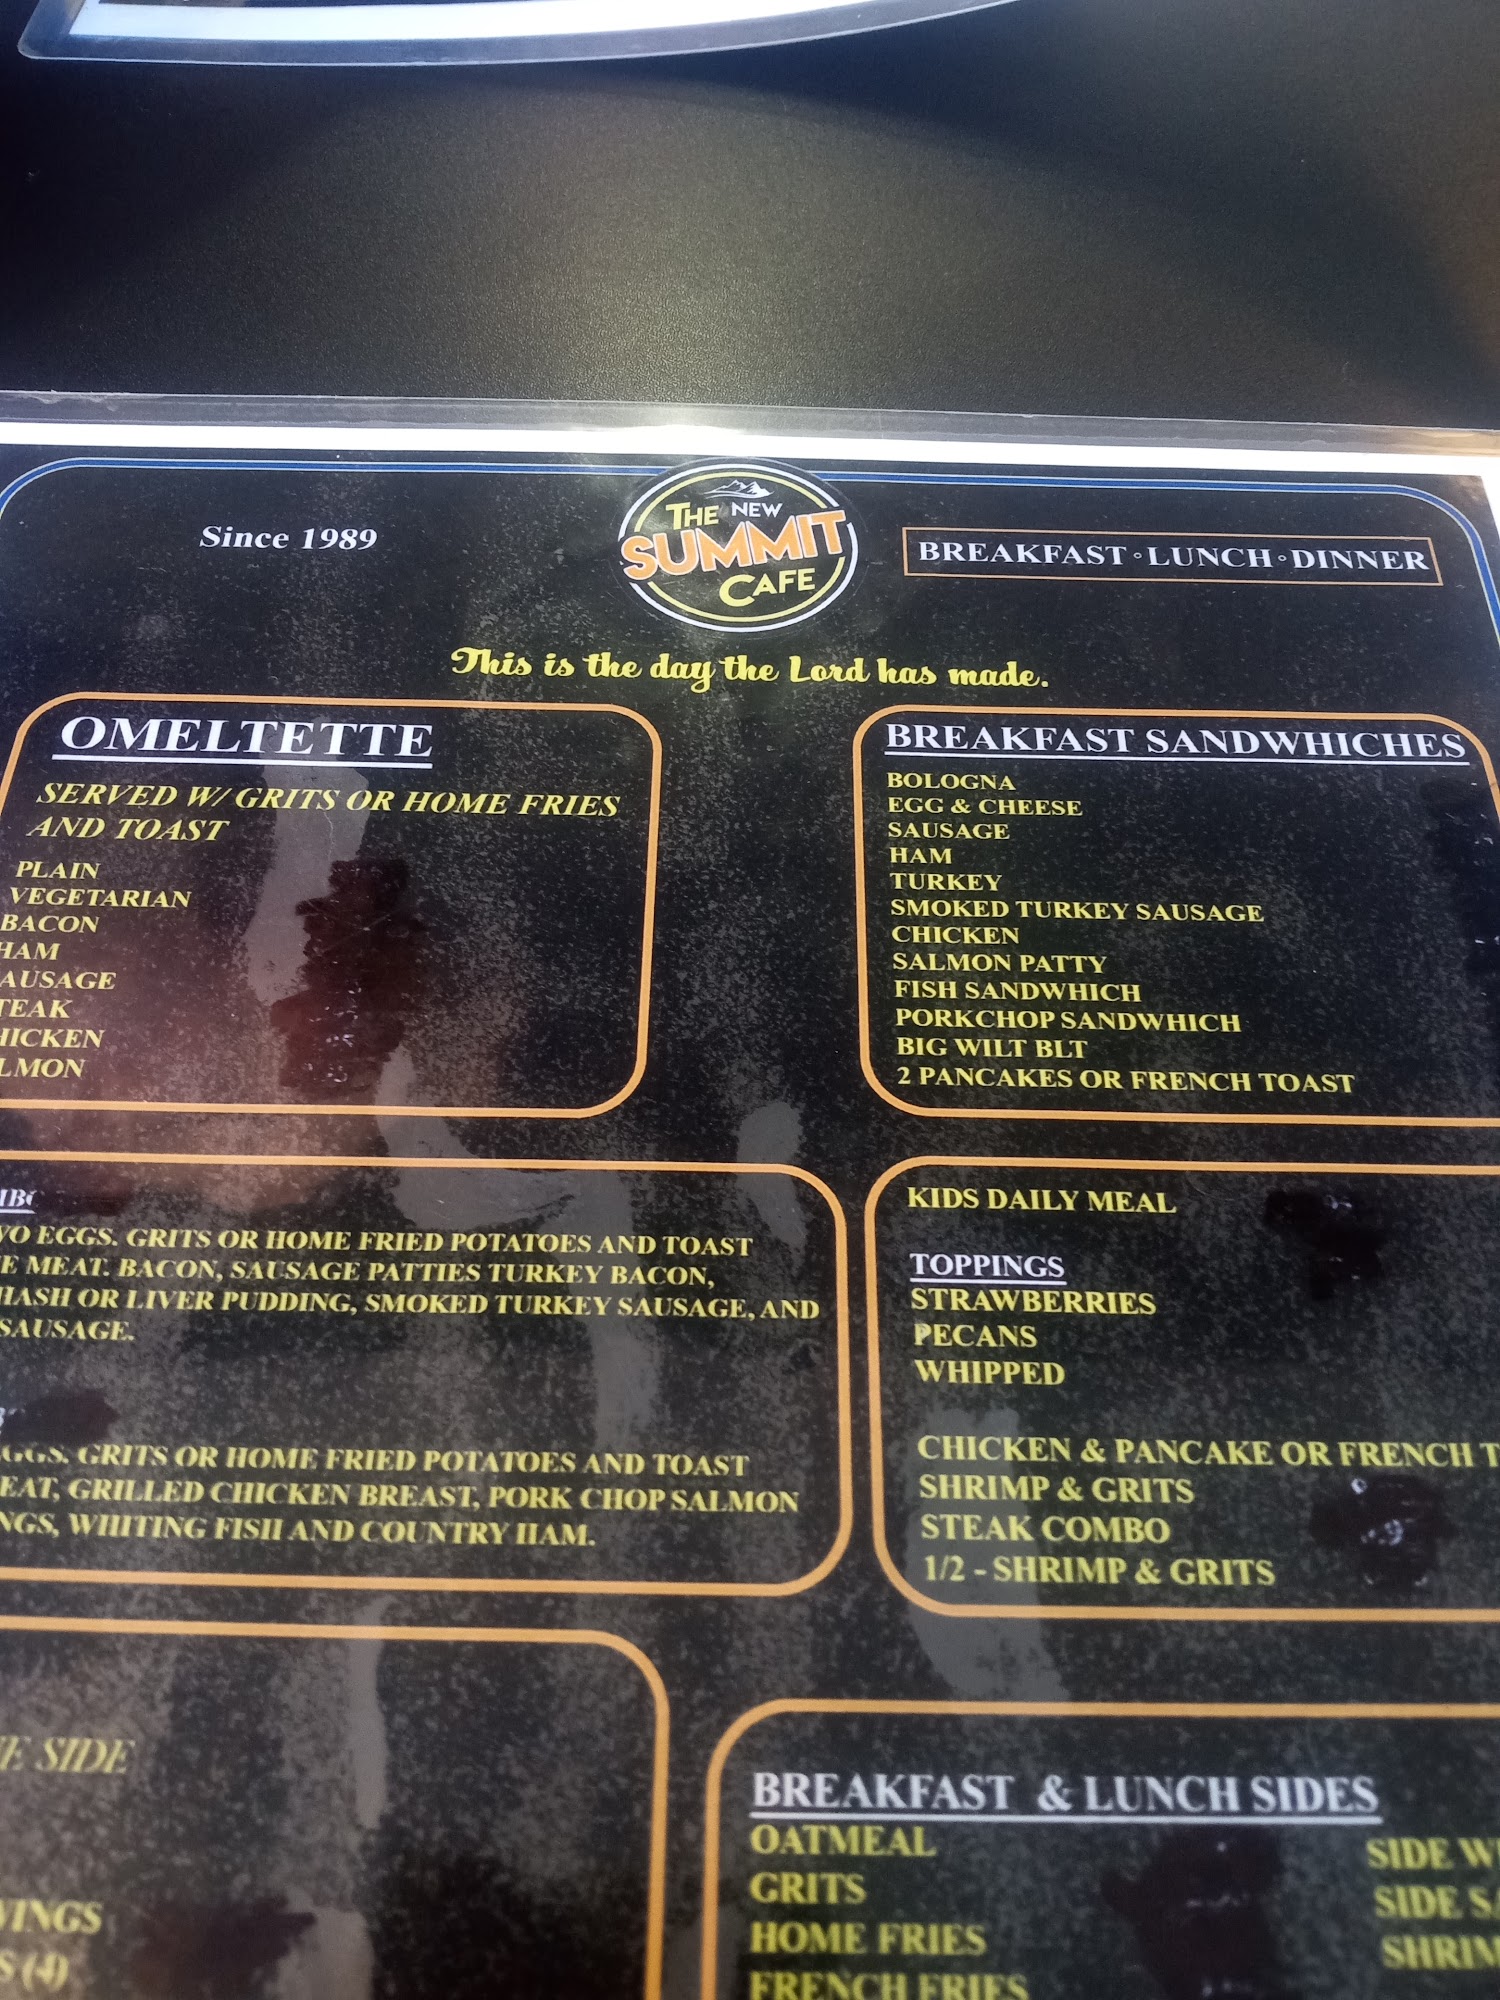 Since 1989
THE NEW
SUMMIT
CAFE
BREAKFAST◦LUNCH◦DINNER
This is the day the Lord has made.
OMELTETTE
SERVED W/ GRITS OR HOME FRIES
AND TOAST
PLAIN
VEGETARIAN
BACON
HAM
AUSAGE
TEAK
HICKEN
LMON
BREAKFAST SANDWHICHES
BOLOGNA
EGG & CHEESE
SAUSAGE
HAM
TURKEY
SMOKED TURKEY SAUSAGE
CHICKEN
SALMON PATTY
FISH SANDWHICH
PORKCHOP SANDWHICH
BIG WILT BLT
2 PANCAKES OR FRENCH TOAST
WO EGGS. GRITS OR HOME FRIED POTATOES AND TOAST
E MEAT. BACON, SAUSAGE PATTIES TURKEY BACON,
HASH OR LIVER PUDDING, SMOKED TURKEY SAUSAGE, AND
SAUSAGE.
GGS. GRITS OR HOME FRIED POTATOES AND TOAST
EAT, GRILLED CHICKEN BREAST, PORK CHOP SALMON
NGS, WHITING FISH AND COUNTRY HAM.
KIDS DAILY MEAL
TOPPINGS
STRAWBERRIES
PECANS
WHIPPED
CHICKEN & PANCAKE OR FRENCH T
SHRIMP & GRITS
STEAK COMBO
1/2 - SHRIMP & GRITS
E SIDE
WINGS
S (4)
BREAKFAST & LUNCH SIDES
OATMEAL
GRITS
HOME FRIES
FRENCH FRIES
SIDE W
SIDE S
SHRIM